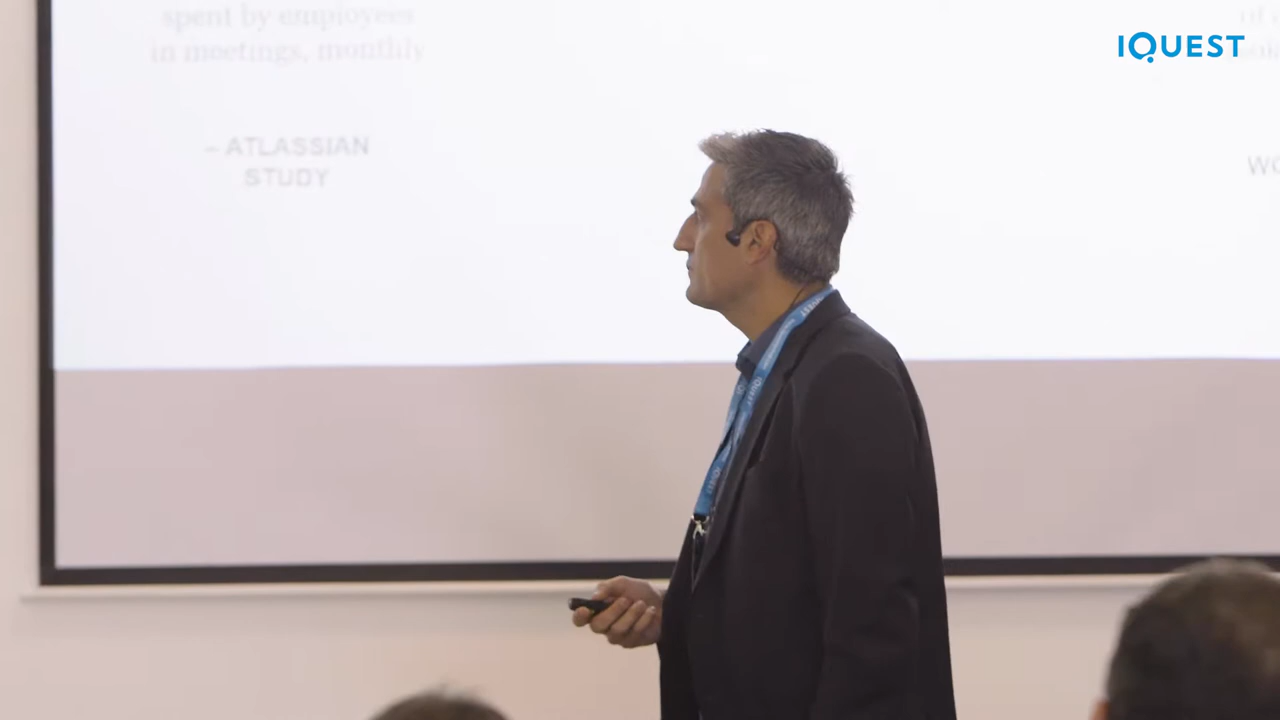 spent by employees
in meetings, monthly
– ATLASSIAN
STUDY
IQUEST